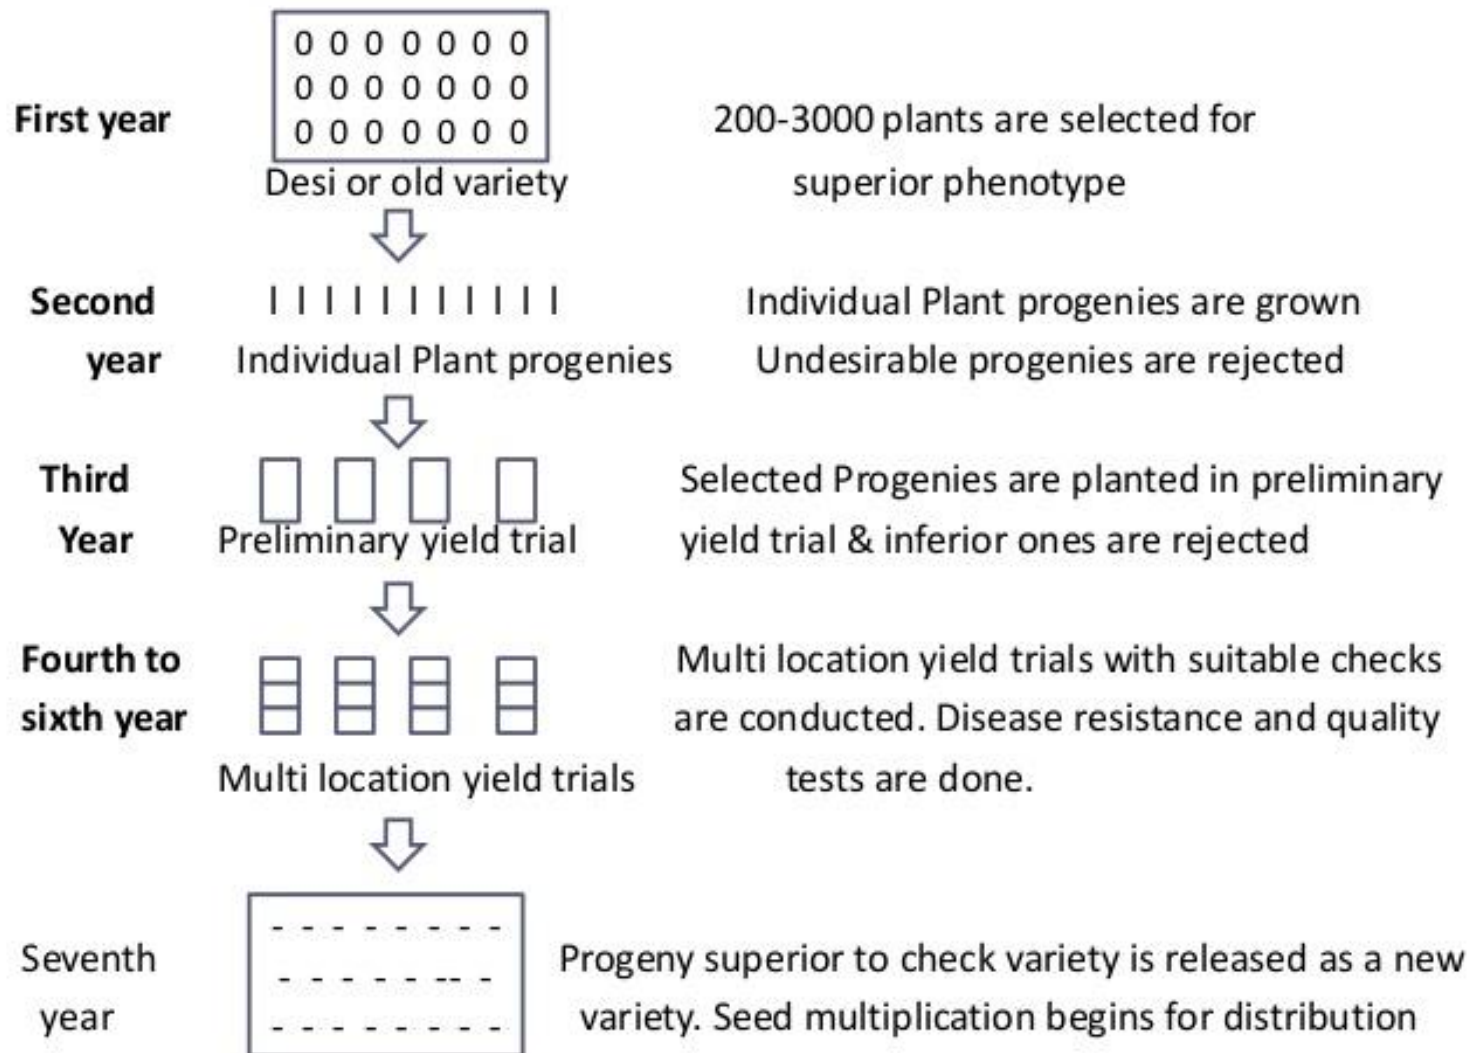 0 0 0 0 0 0 0
0 0 0 0 0 0 0
0 0 0 0 0 0 0
Desi or old variety
First year
200-3000 plants are selected for
superior phenotype
Second
year
I I I I I I I I I I I
Individual Plant progenies
Individual Plant progenies are grown
Undesirable progenies are rejected
Third
Year
Preliminary yield trial
Selected Progenies are planted in preliminary
yield trial & inferior ones are rejected
Fourth to
sixth year
Multi location yield trials
Multi location yield trials with suitable checks
are conducted. Disease resistance and quality
tests are done.
Seventh
year
- - - - - - - -
- - - - - -- -
- - - - - - - -
Progeny superior to check variety is released as a new
variety. Seed multiplication begins for distribution